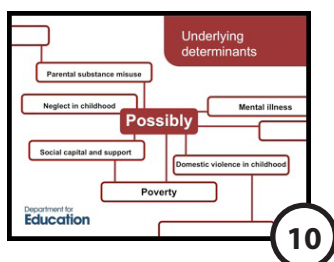 Underlying
determinants
Parental substance misuse
Neglect in childhood
Mental illness
Possibly
Social capital and support
Domestic violence in childhood
Poverty
Department for
Education
10